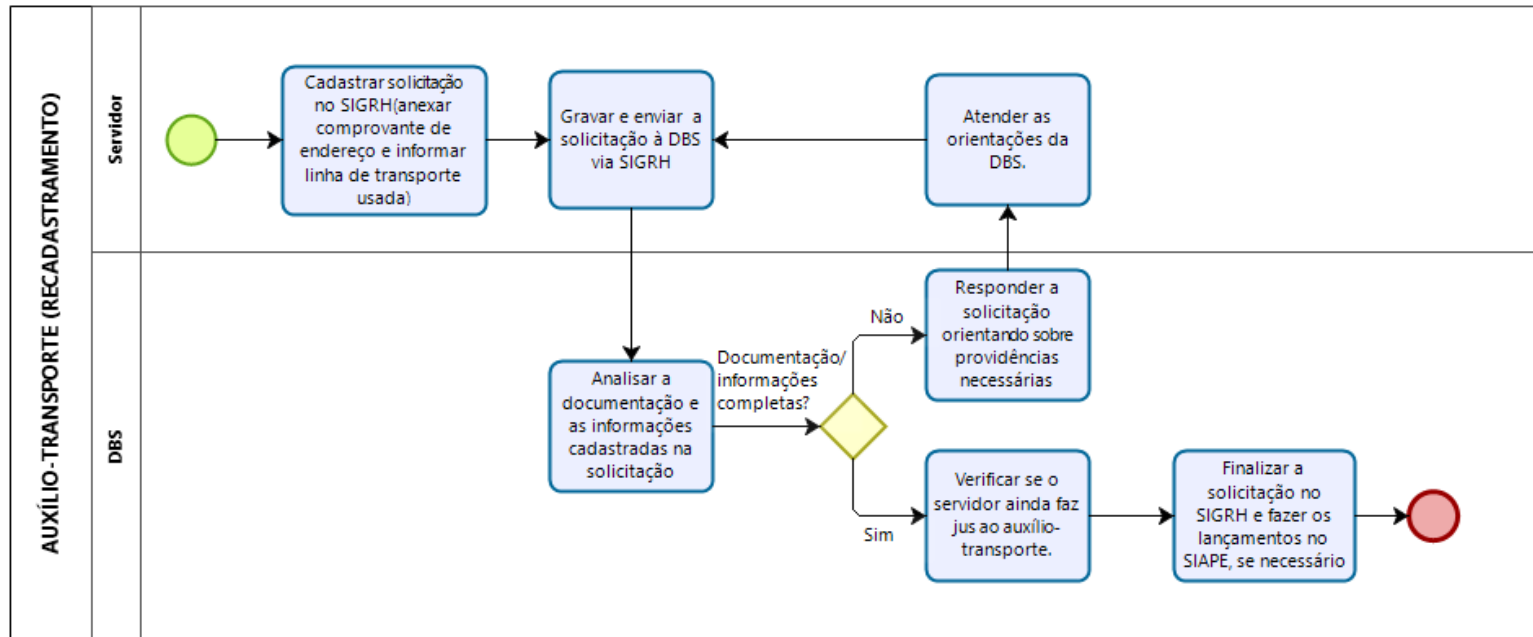 AUXÍLIO-TRANSPORTE (RECADASTRAMENTO)
Servidor
Cadastrar solicitação
no SIGRH(anexar
comprovante de
endereço e informar
linha de transporte
usada)
Gravar e enviar a
solicitação à DBS
via SIGRH
Atender as
orientações da
DBS.
DBS
Analisar a
documentação e
as informações
cadastradas na
solicitação
Documentação/
informações
completas?
Não
Responder a
solicitação
orientando sobre
providências
necessárias
Sim
Verificar se o
servidor ainda faz
jus ao auxílio-
transporte.
Finalizar a
solicitação no
SIGRH e fazer os
lançamentos no
SIAPE, se necessário